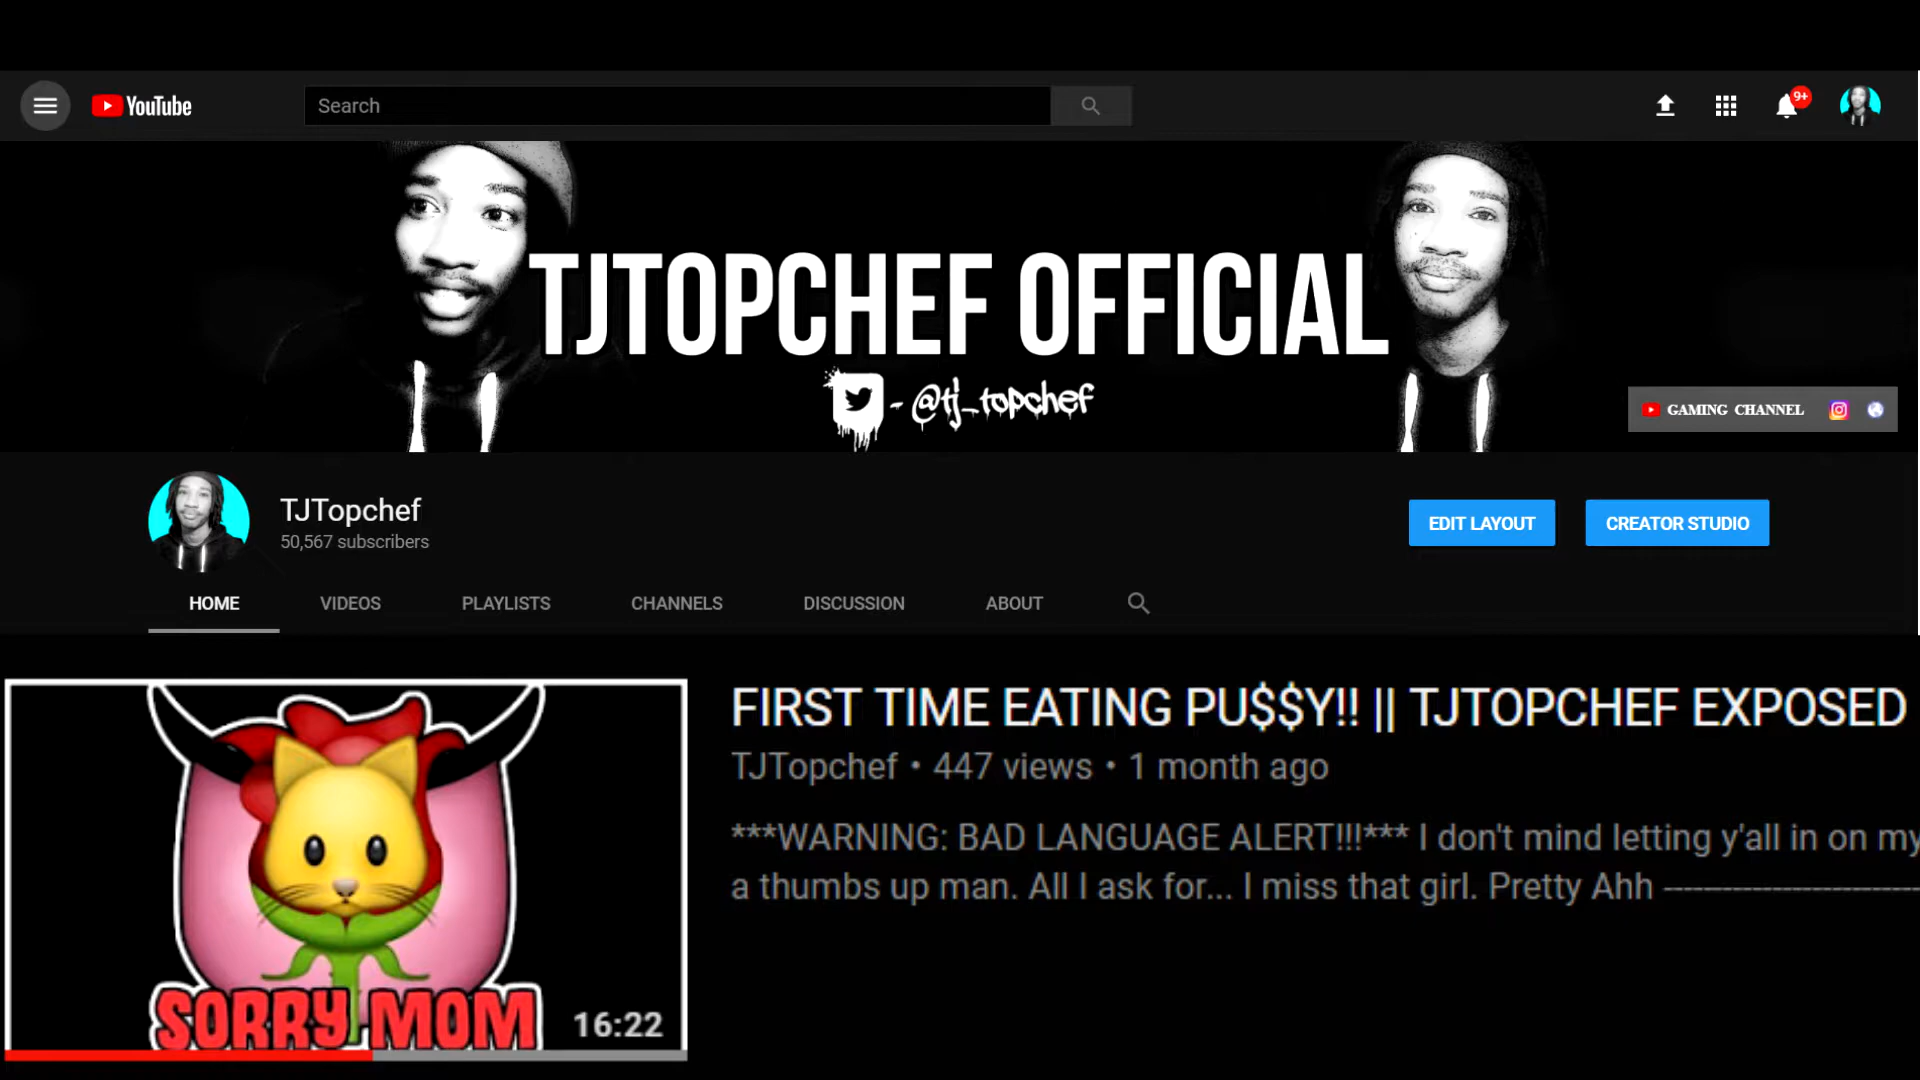 YouTube
Search
9+
TJTOPCHEF OFFICIAL
- @tj_topchef
GAMING CHANNEL
TJTopchef
50,567 subscribers
EDIT LAYOUT
CREATOR STUDIO
HOME
VIDEOS
PLAYLISTS
CHANNELS
DISCUSSION
ABOUT
FIRST TIME EATING PU$$Y!! || TJTOPCHEF EXPOSED
TJTopchef • 447 views • 1 month ago
***WARNING: BAD LANGUAGE ALERT!!!*** I don't mind letting y'all in on my
a thumbs up man. All I ask for... I miss that girl. Pretty Ahh -----------------------------
SORRY MOM
16:22